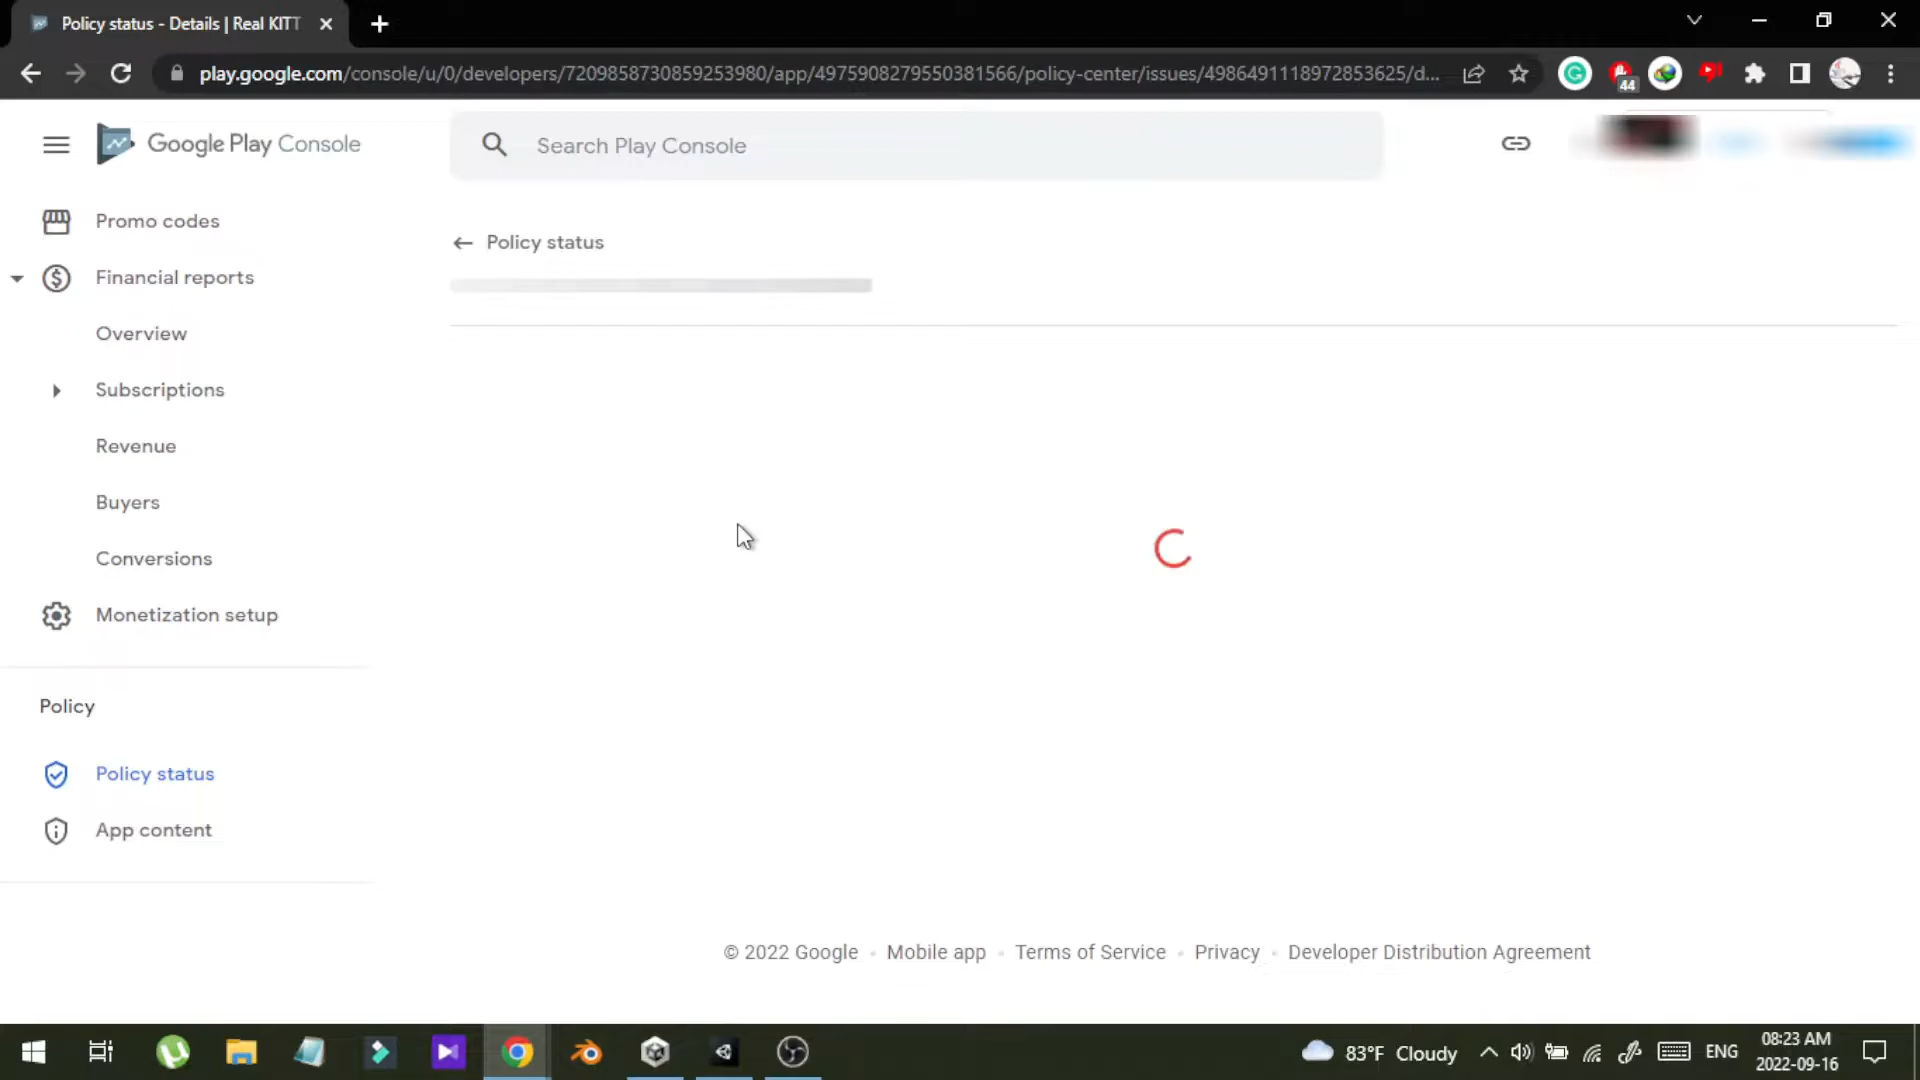 Policy status - Details | Real KITT
play.google.com/console/u/0/developers/7209858730859253980/app/4975908279550381566/policy-center/issues/4986491118972853625/d...
44
Google Play Console
Search Play Console
Promo codes
Financial reports
Overview
Subscriptions
Revenue
Buyers
Conversions
Monetization setup
Policy
Policy status
App content
Policy status
© 2022 Google
Mobile app
Terms of Service
Privacy
Developer Distribution Agreement
83°F Cloudy
ENG
08:23 AM
2022-09-16